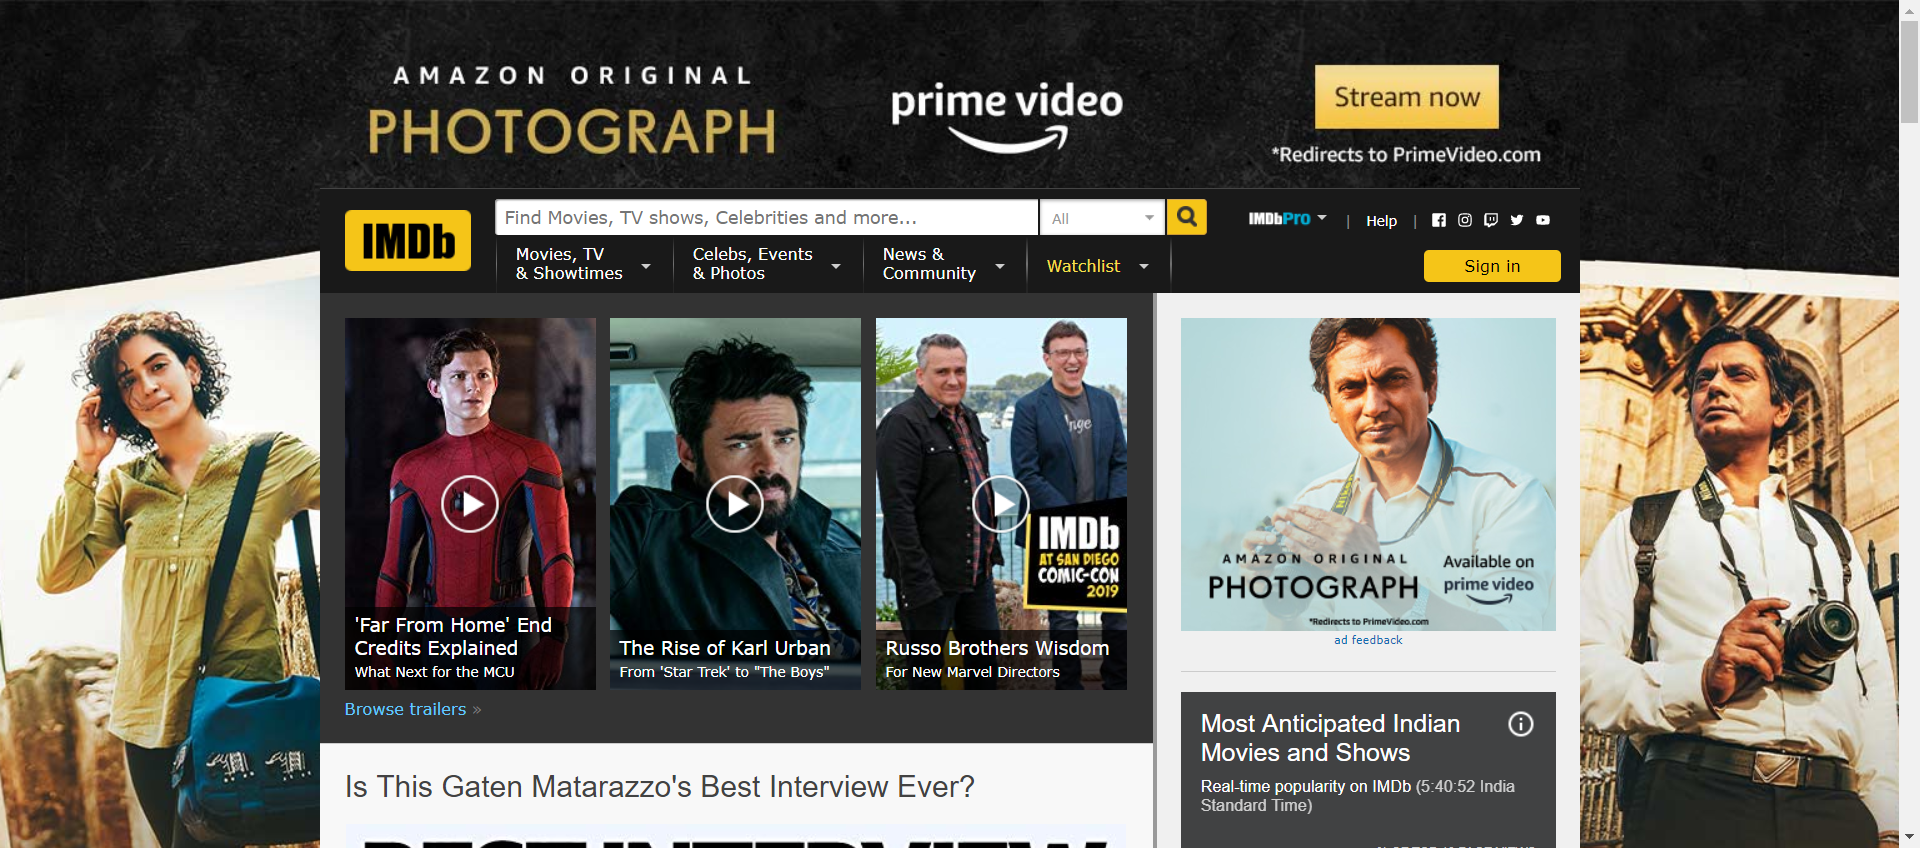 AMAZON ORIGINAL
PHOTOGRAPH
prime video
Stream now
*Redirects to PrimeVideo.com
IMDb
Find Movies, TV shows, Celebrities and more...
All
IMDbPro
|
Help
|
Movies, TV
& Showtimes
Celebs, Events
& Photos
News &
Community
Watchlist
Sign in
'Far From Home' End
Credits Explained
What Next for the MCU
The Rise of Karl Urban
From 'Star Trek' to "The Boys"
IMDb
AT SAN DIEGO
COMIC-CON
2019
Russo Brothers Wisdom
For New Marvel Directors
Browse trailers »
AMAZON ORIGINAL
PHOTOGRAPH
Available on
prime video
*Redirects to PrimeVideo.com
ad feedback
Most Anticipated Indian
Movies and Shows
Real-time popularity on IMDb (5:40:52 India
Standard Time)
Is This Gaten Matarazzo's Best Interview Ever?
BEST INTERVIEW